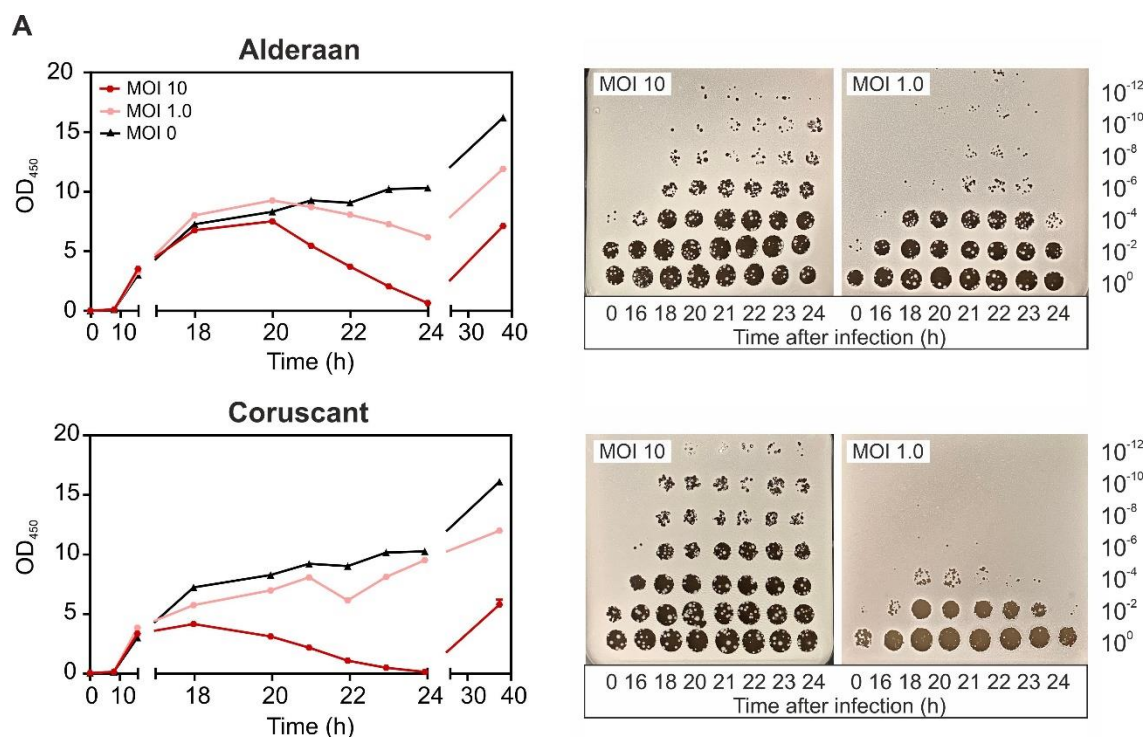 A
Alderaan
20
15
10
5
0
OD450
MOI 10
MOI 1.0
MOI 0
0 10 18 20 22 24 30 40
Time (h)
MOI 10
MOI 1.0
10-12
10-10
10-8
10-6
10-4
10-2
100
0 16 18 20 21 22 23 24
0 16 18 20 21 22 23 24
Time after infection (h)
Coruscant
20
15
10
5
0
OD450
0 10 18 20 22 24 30 40
Time (h)
MOI 10
MOI 1.0
10-12
10-10
10-8
10-6
10-4
10-2
100
0 16 18 20 21 22 23 24
0 16 18 20 21 22 23 24
Time after infection (h)